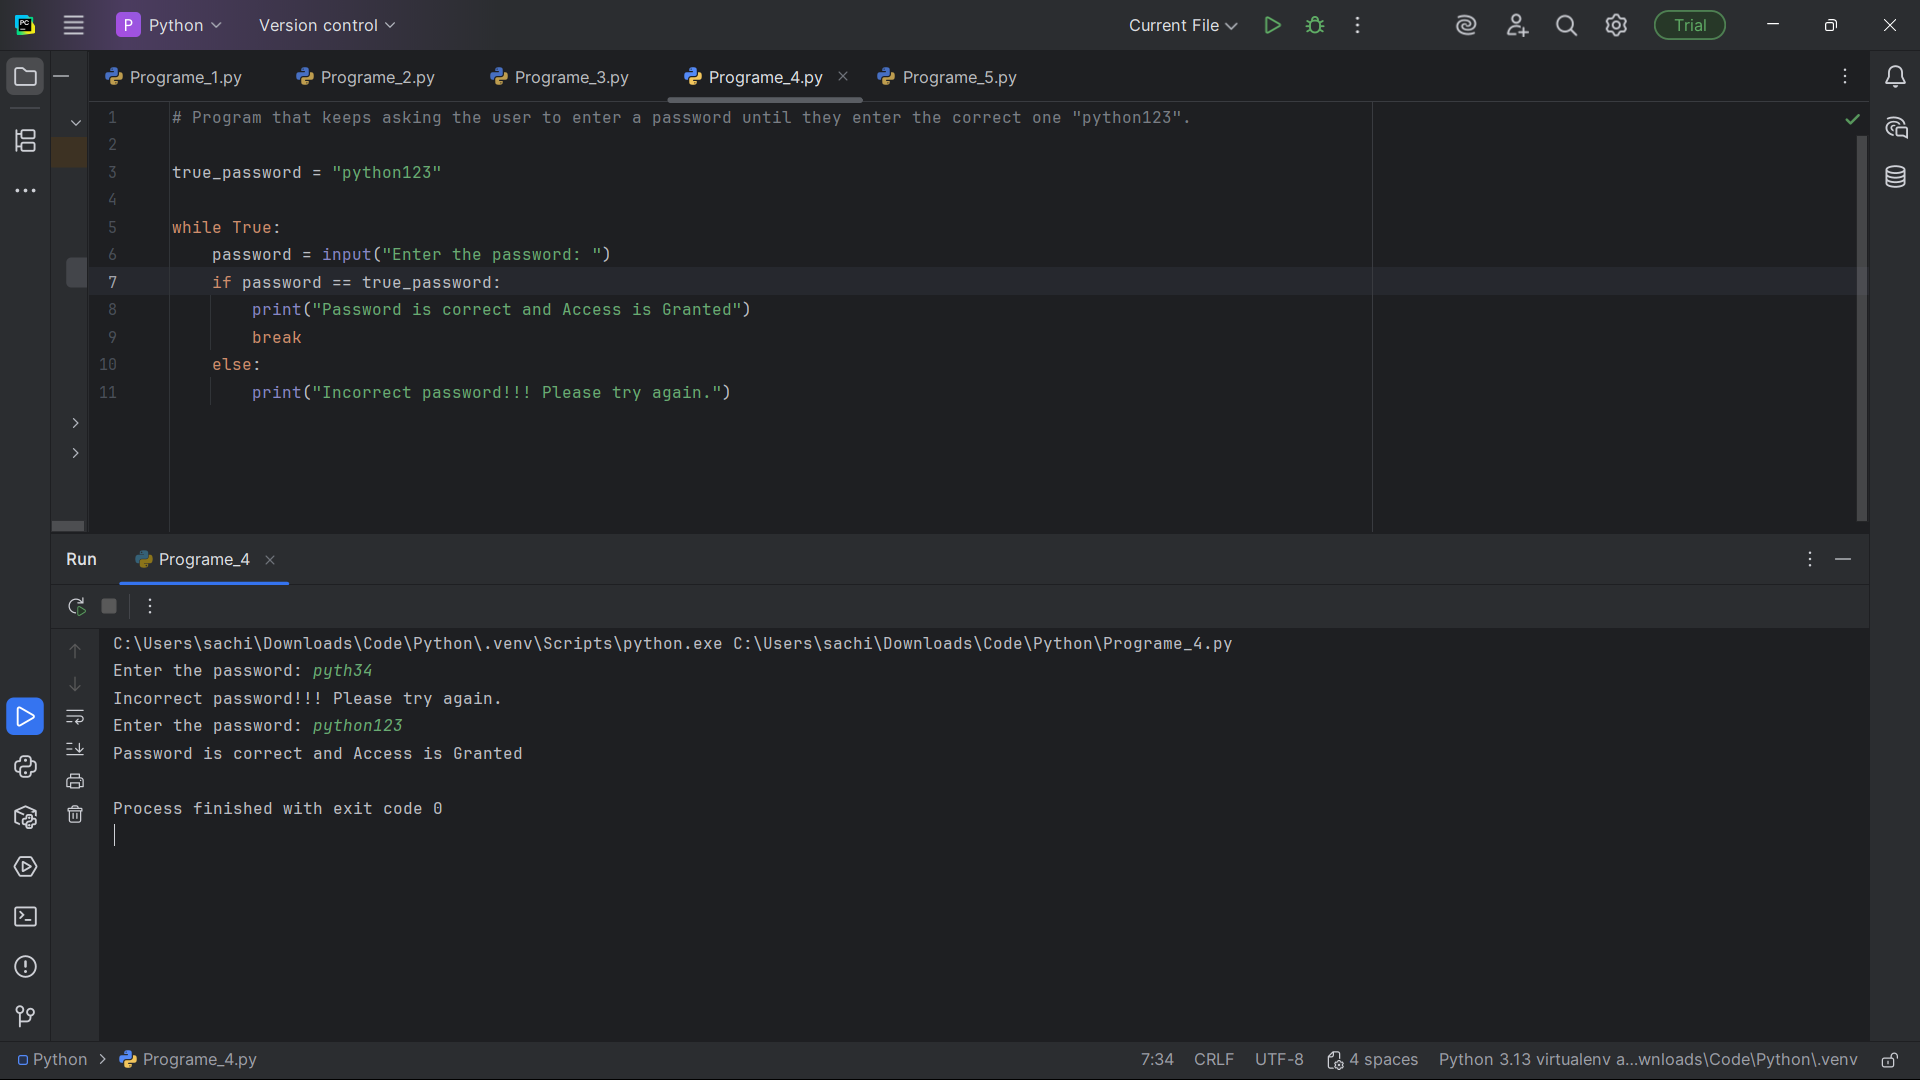 PC P Python Version control Current File Trial
Programe_1.py Programe_2.py Programe_3.py Programe_4.py Programe_5.py
1 # Program that keeps asking the user to enter a password until they enter the correct one "python123".
2
3 true_password = "python123"
4
5 while True:
6     password = input("Enter the password: ")
7     if password == true_password:
8         print("Password is correct and Access is Granted")
9         break
10     else:
11         print("Incorrect password!!! Please try again.")
Run Programe_4
C:\Users\sachi\Downloads\Code\Python\.venv\Scripts\python.exe C:\Users\sachi\Downloads\Code\Python\Programe_4.py
Enter the password: pyth34
Incorrect password!!! Please try again.
Enter the password: python123
Password is correct and Access is Granted
Process finished with exit code 0
Python > Programe_4.py 7:34 CRLF UTF-8 4 spaces Python 3.13 virtualenv a...wnloads\Code\Python\.venv